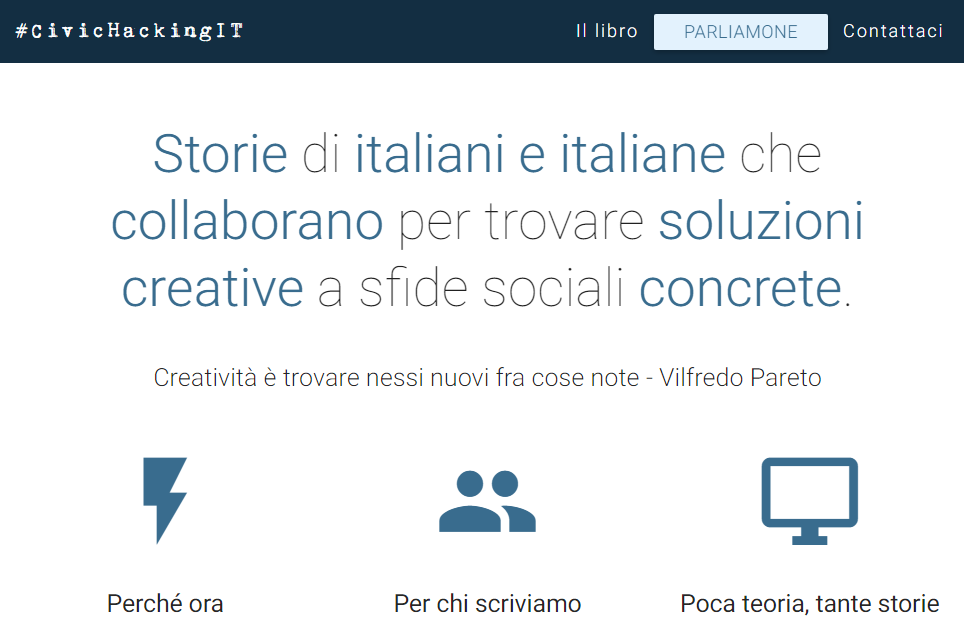 #CivicHackingIT
Il libro
PARLIAMONE
Contattaci
Storie di italiani e italiane che
collaborano per trovare soluzioni
creative a sfide sociali concrete.
Creatività è trovare nessi nuovi fra cose note - Vilfredo Pareto
Perché ora
Per chi scriviamo
Poca teoria, tante storie